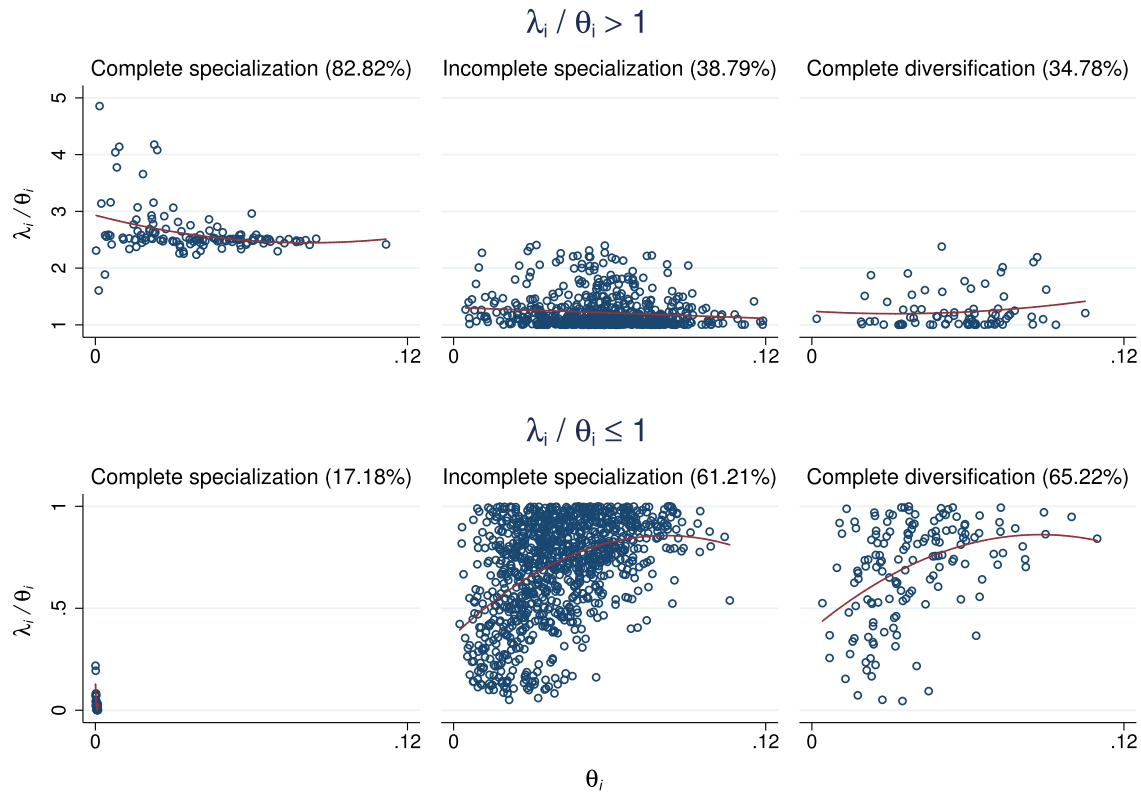 λi / θi > 1
Complete specialization (82.82%) Incomplete specialization (38.79%) Complete diversification (34.78%)
5
4
3
2
1
λi / θi
0 .12 0 .12 0 .12
λi / θi ≤ 1
Complete specialization (17.18%) Incomplete specialization (61.21%) Complete diversification (65.22%)
1
.5
0
λi / θi
0 .12 0 .12 0 .12
θi